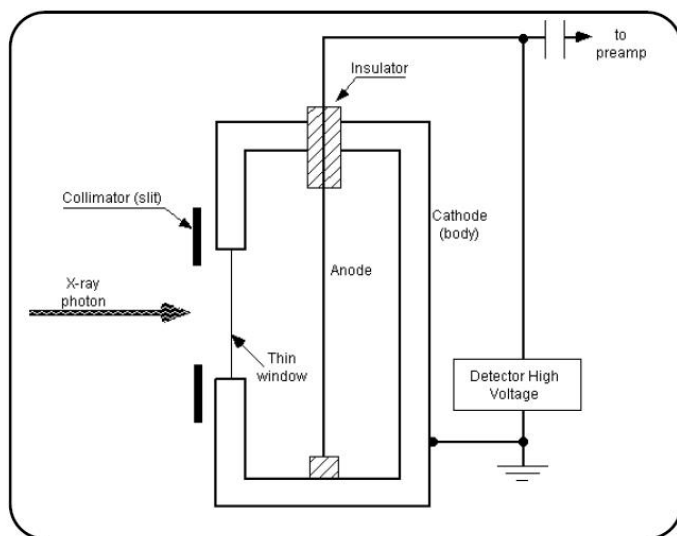 to
preamp
Insulator
Collimator (slit)
Cathode
(body)
Anode
X-ray
photon
Thin
window
Detector High
Voltage